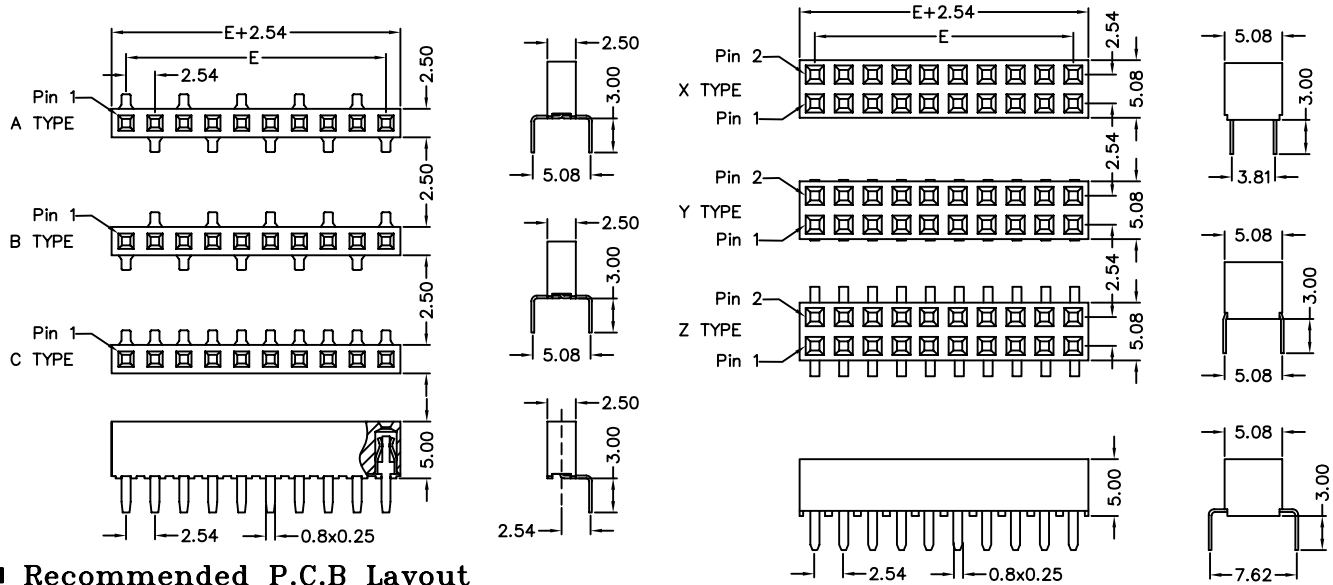 E+2.54
E
2.54
2.50
Pin 1
A TYPE
2.50
Pin 1
B TYPE
2.50
Pin 1
C TYPE
5.00
2.54
0.8x0.25
2.50
3.00
5.08
2.50
3.00
5.08
2.50
3.00
2.54
E+2.54
E
2.54
Pin 2
X TYPE
5.08
Pin 1
2.54
Pin 2
Y TYPE
5.08
Pin 1
2.54
Pin 2
Z TYPE
5.08
Pin 1
5.00
2.54
0.8x0.25
5.08
3.00
3.81
5.08
3.00
5.08
5.08
3.00
7.62
Recommended P.C.B Layout